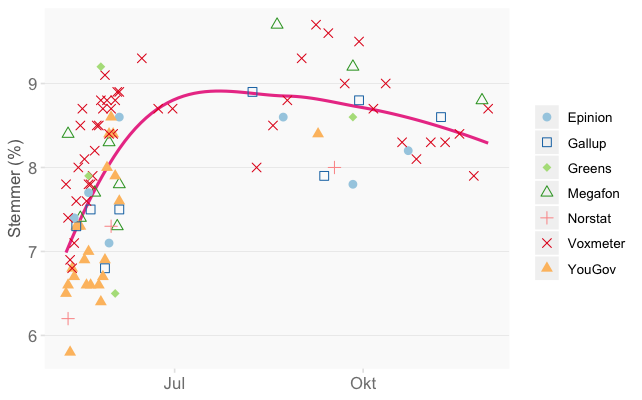 9
8
7
6
Stemmer (%)
Jul
Okt
Epinion
Gallup
Greens
Megafon
Norstat
Voxmeter
YouGov